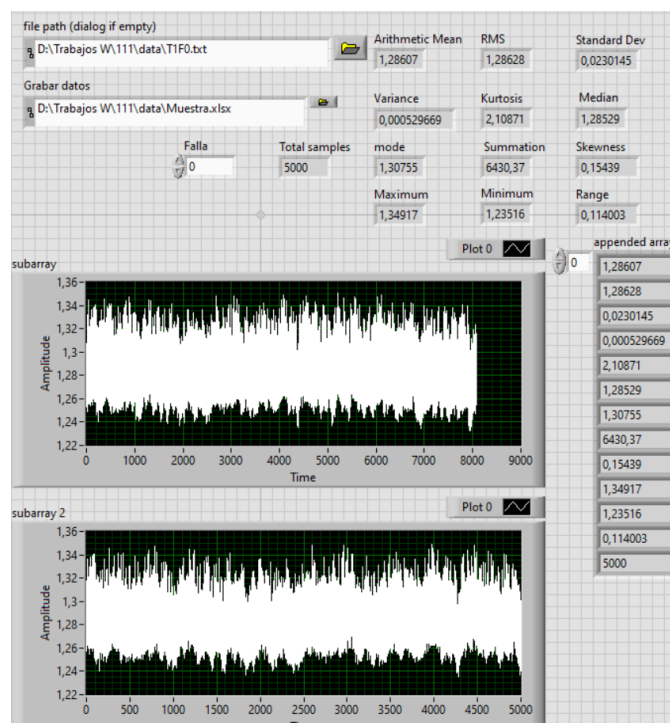 file path (dialog if empty)
D:\Trabajos W\111\data\T1F0.txt
Arithmetic Mean RMS Standard Dev
1,28607 1,28628 0,0230145
Grabar datos
D:\Trabajos W\111\data\Muestra.xlsx
Variance Kurtosis Median
0,000529669 2,10871 1,28529
Falla Total samples mode Summation Skewness
0 5000 1,30755 6430,37 0,15439
Maximum Minimum Range
1,34917 1,23516 0,114003
Plot 0
subarray
1,36
1,34
1,32
1,3
1,28
1,26
1,24
1,22
Amplitude
0 1000 2000 3000 4000 5000 6000 7000 8000 9000
Time
appended array
0
1,28607
1,28628
0,0230145
0,000529669
2,10871
1,28529
1,30755
6430,37
0,15439
1,34917
1,23516
0,114003
5000
Plot 0
subarray 2
1,36
1,34
1,32
1,3
1,28
1,26
1,24
1,22
Amplitude
0 500 1000 1500 2000 2500 3000 3500 4000 4500 5000